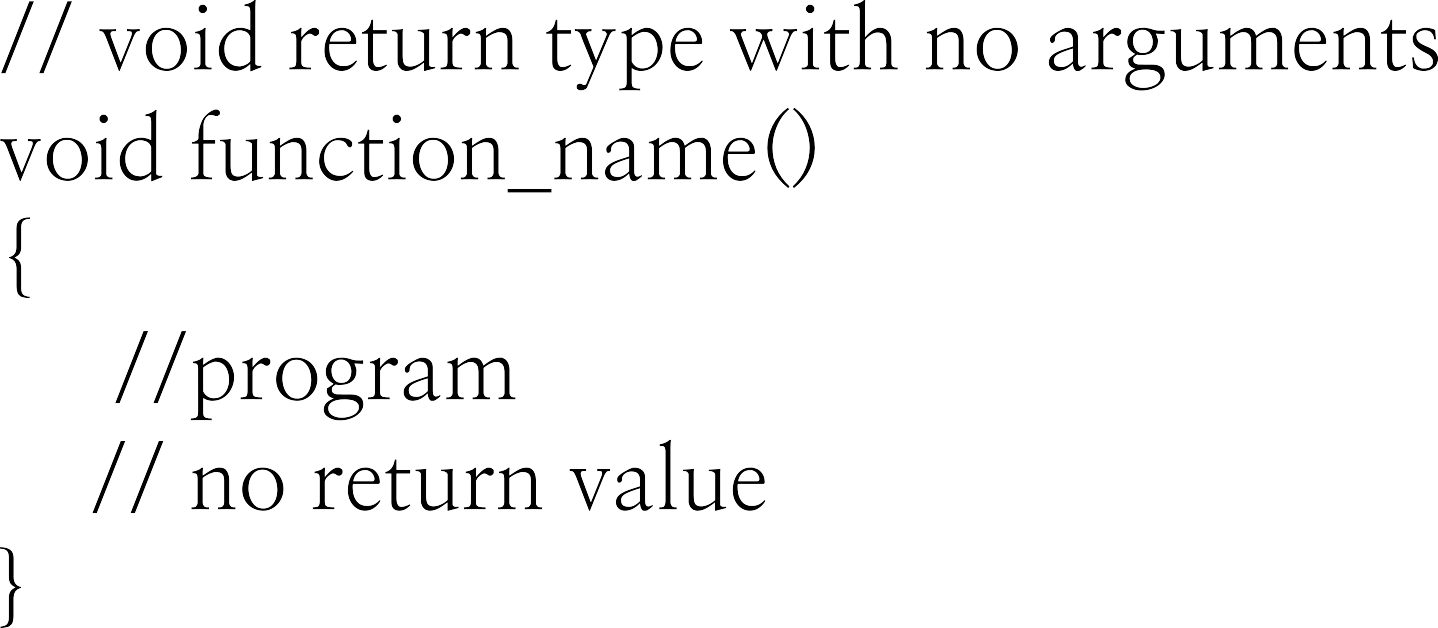 // void return type with no arguments
void function_name()
{
//program
// no return value
}